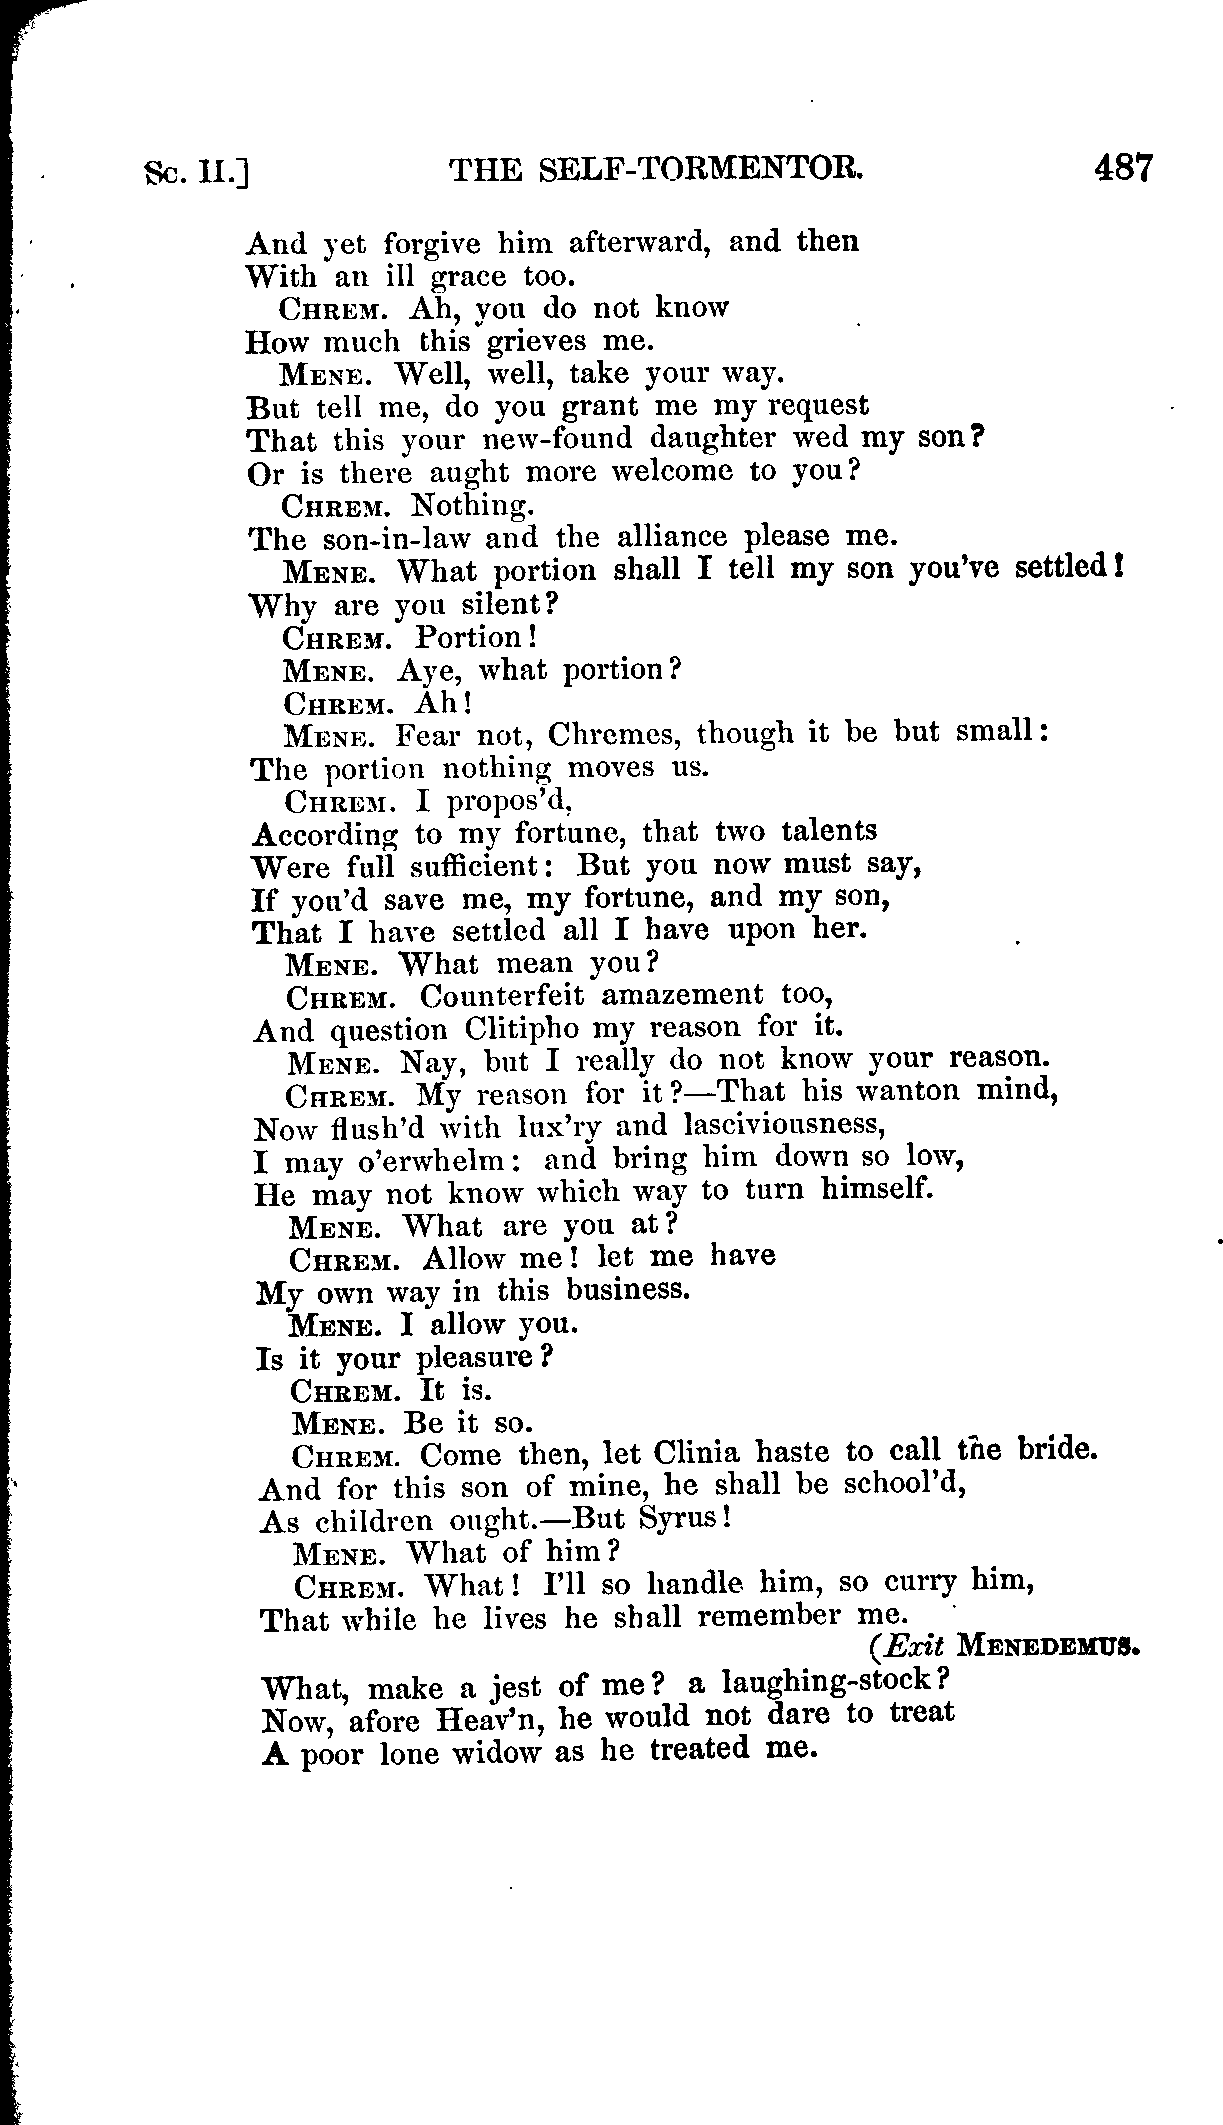 Sc. II.] THE SELF-TORMENTOR. 487
And yet forgive him afterward, and then
With an ill grace too.
CHREM. Ah, you do not know
How much this grieves me.
MENE. Well, well, take your way.
But tell me, do you grant me my request
That this your new-found daughter wed my son?
Or is there aught more welcome to you?
CHREM. Nothing.
The son-in-law and the alliance please me.
MENE. What portion shall I tell my son you've settled!
Why are you silent?
CHREM. Portion!
MENE. Aye, what portion?
CHREM. Ah!
MENE. Fear not, Chremes, though it be but small:
The portion nothing moves us.
CHREM. I propos'd,
According to my fortune, that two talents
Were full sufficient: But you now must say,
If you'd save me, my fortune, and my son,
That I have settled all I have upon her.
MENE. What mean you?
CHREM. Counterfeit amazement too,
And question Clitipho my reason for it.
MENE. Nay, but I really do not know your reason.
CHREM. My reason for it?—That his wanton mind,
Now flush'd with lux'ry and lasciviousness,
I may o'erwhelm: and bring him down so low,
He may not know which way to turn himself.
MENE. What are you at?
CHREM. Allow me! let me have
My own way in this business.
MENE. I allow you.
Is it your pleasure?
CHREM. It is.
MENE. Be it so.
CHREM. Come then, let Clinia haste to call the bride.
And for this son of mine, he shall be school'd,
As children ought.—But Syrus!
MENE. What of him?
CHREM. What! I'll so handle him, so curry him,
That while he lives he shall remember me.
(Exit MENEDEMUS.
What, make a jest of me? a laughing-stock?
Now, afore Heav'n, he would not dare to treat
A poor lone widow as he treated me.